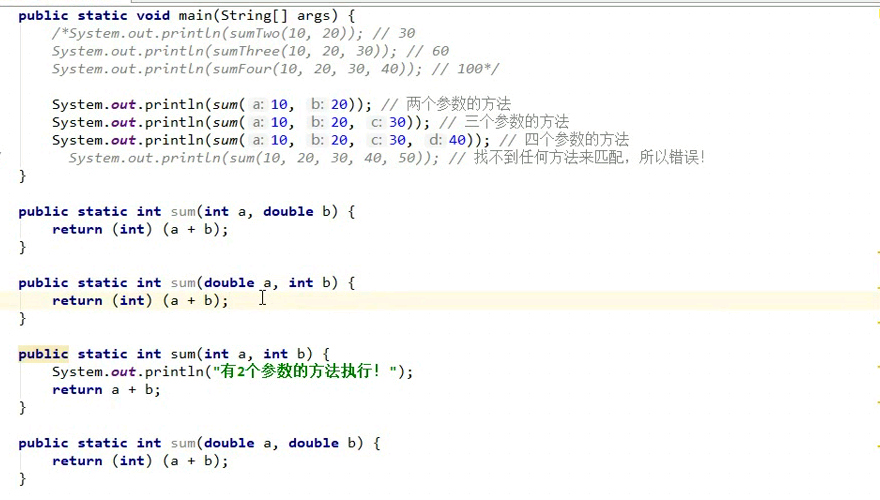 public static void main(String[] args) {
/*System.out.println(sumTwo(10, 20)); // 30
System.out.println(sumThree(10, 20, 30)); // 60
System.out.println(sumFour(10, 20, 30, 40)); // 100*/
System.out.println(sum( a: 10, b: 20)); // 两个参数的方法
System.out.println(sum( a: 10, b: 20, c: 30)); // 三个参数的方法
System.out.println(sum( a: 10, b: 20, c: 30, d: 40)); // 四个参数的方法
System.out.println(sum(10, 20, 30, 40, 50)); // 找不到任何方法来匹配，所以错误！
}
public static int sum(int a, double b) {
return (int) (a + b);
}
public static int sum(double a, int b) {
return (int) (a + b);
}
public static int sum(int a, int b) {
System.out.println("有2个参数的方法执行！");
return a + b;
}
public static int sum(double a, double b) {
return (int) (a + b);
}